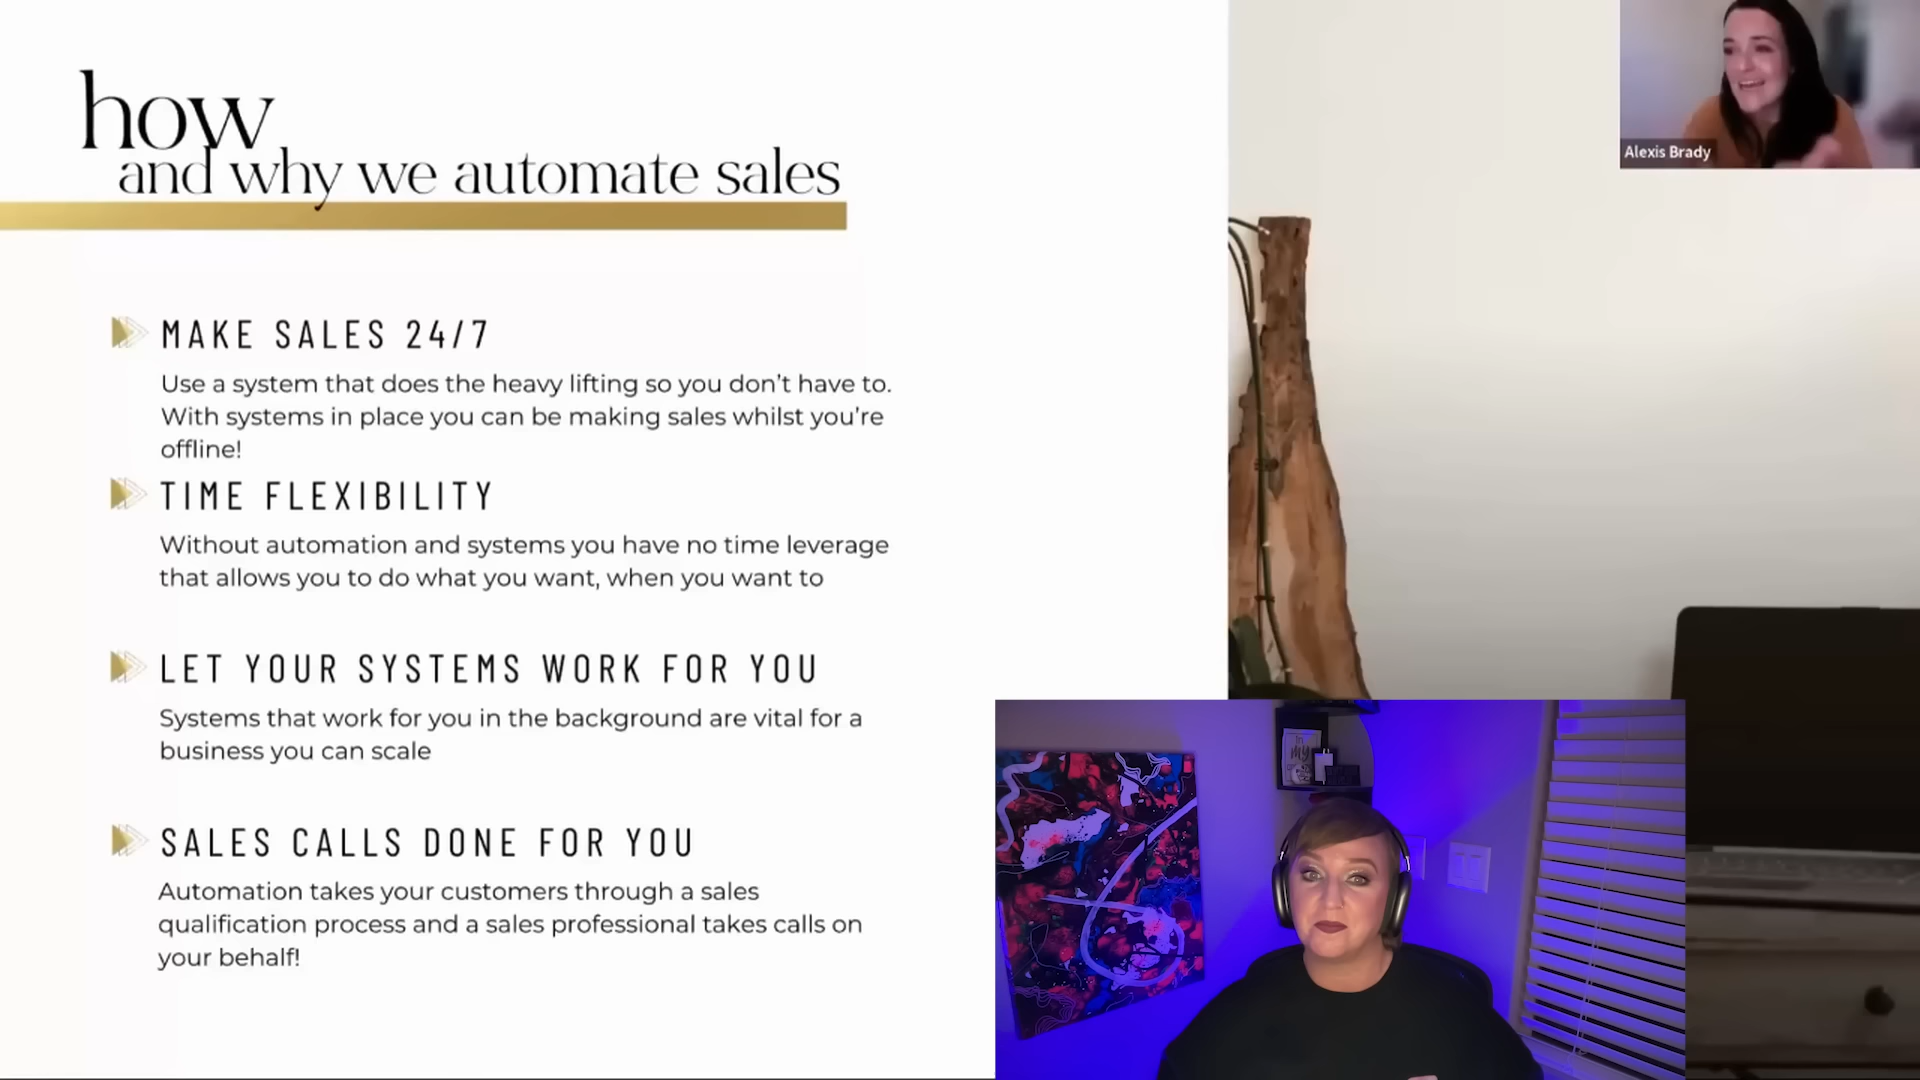 how
and why we automate sales
MAKE SALES 24/7
Use a system that does the heavy lifting so you don't have to.
With systems in place you can be making sales whilst you're
offline!
TIME FLEXIBILITY
Without automation and systems you have no time leverage
that allows you to do what you want, when you want to
LET YOUR SYSTEMS WORK FOR YOU
Systems that work for you in the background are vital for a
business you can scale
SALES CALLS DONE FOR YOU
Automation takes your customers through a sales
qualification process and a sales professional takes calls on
your behalf!
Alexis Brady
in
my